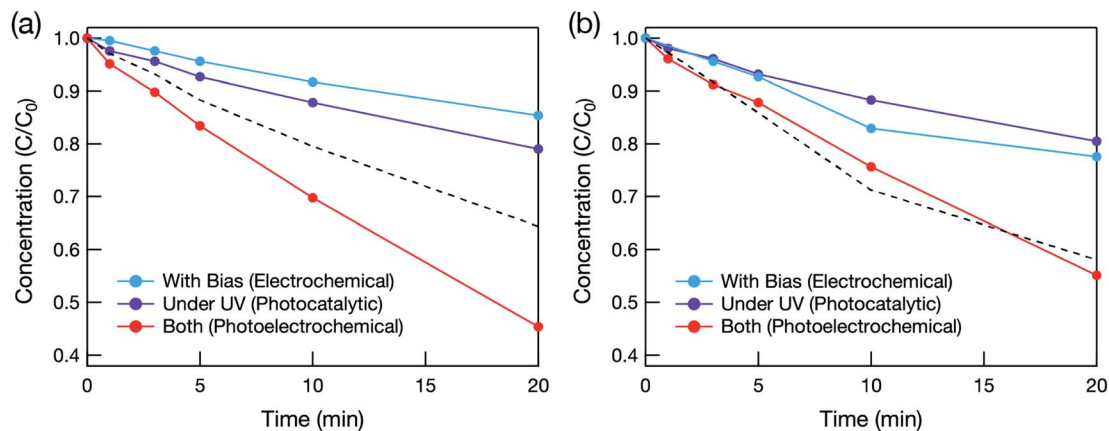 (a)
1.0
0.9
0.8
0.7
0.6
0.5
0.4
Concentration (C/C₀)
With Bias (Electrochemical)
Under UV (Photocatalytic)
Both (Photoelectrochemical)
0 5 10 15 20
Time (min)
(b)
1.0
0.9
0.8
0.7
0.6
0.5
0.4
Concentration (C/C₀)
With Bias (Electrochemical)
Under UV (Photocatalytic)
Both (Photoelectrochemical)
0 5 10 15 20
Time (min)